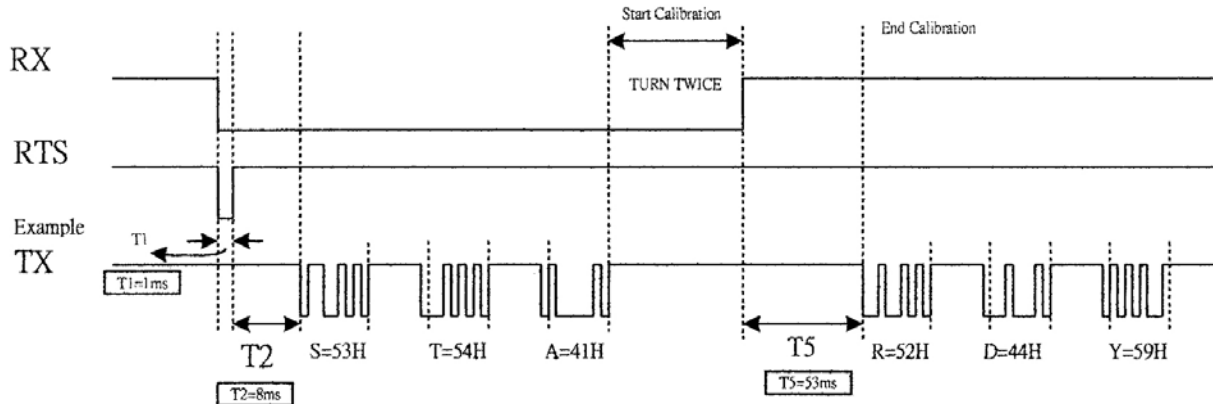 Start Calibration
End Calibration
RX
TURN TWICE
RTS
Example
T1
TX
T1=1ms
T2
S=53H
T=54H
A=41H
T5
R=52H
D=44H
Y=59H
T2=8ms
T5=53ms